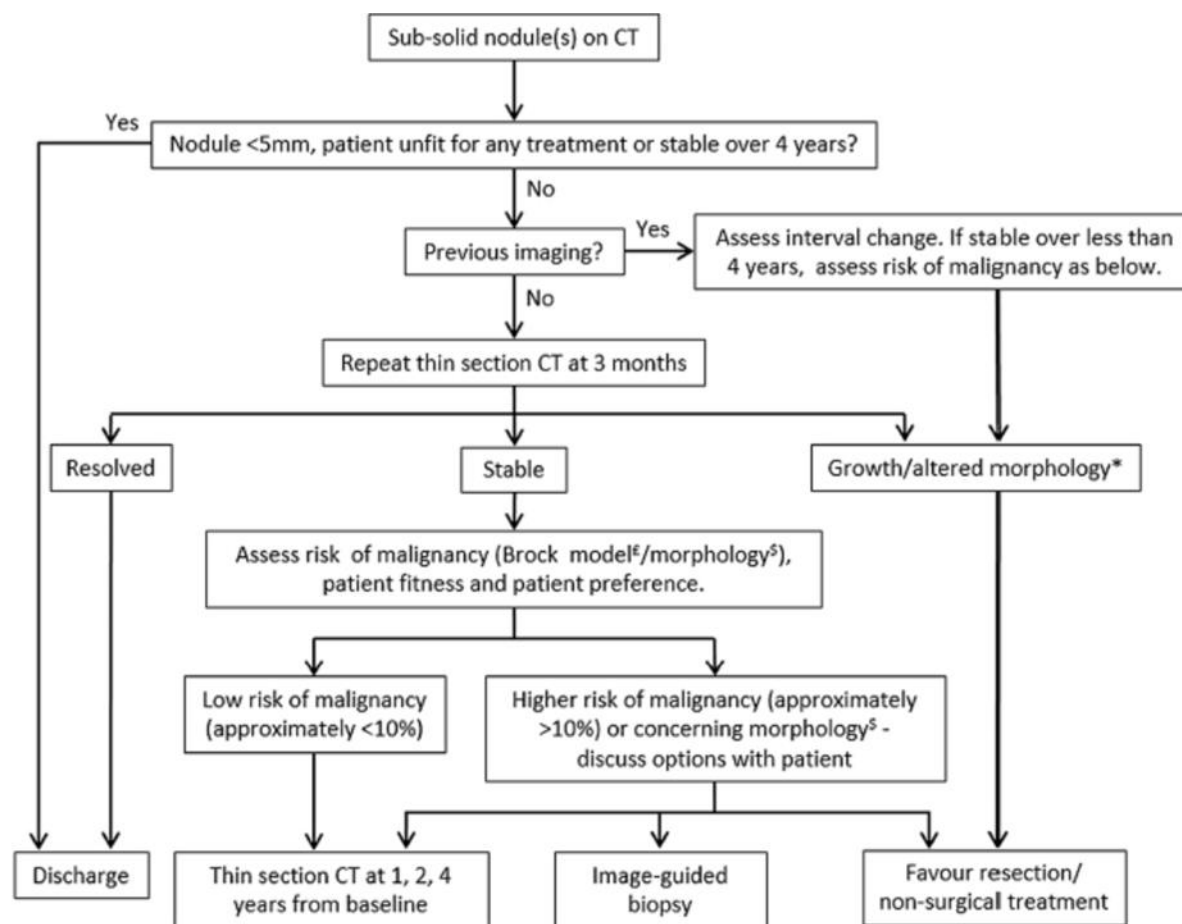 Sub-solid nodule(s) on CT
Yes
Nodule <5mm, patient unfit for any treatment or stable over 4 years?
No
Previous imaging?
Yes
Assess interval change. If stable over less than
4 years, assess risk of malignancy as below.
No
Repeat thin section CT at 3 months
Resolved
Stable
Growth/altered morphology*
Assess risk of malignancy (Brock model£/morphology$),
patient fitness and patient preference.
Low risk of malignancy
(approximately <10%)
Higher risk of malignancy (approximately
>10%) or concerning morphology$ -
discuss options with patient
Discharge
Thin section CT at 1, 2, 4
years from baseline
Image-guided
biopsy
Favour resection/
non-surgical treatment